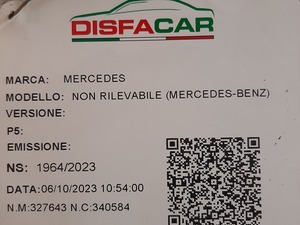 DISFACAR
MARCA: MERCEDES
MODELLO: NON RILEVABILE (MERCEDES-BENZ)
VERSIONE:
P5:
EMISSIONE:
NS: 1964/2023
DATA:06/10/2023 10:54:00
N.M:327643 N.C:340584